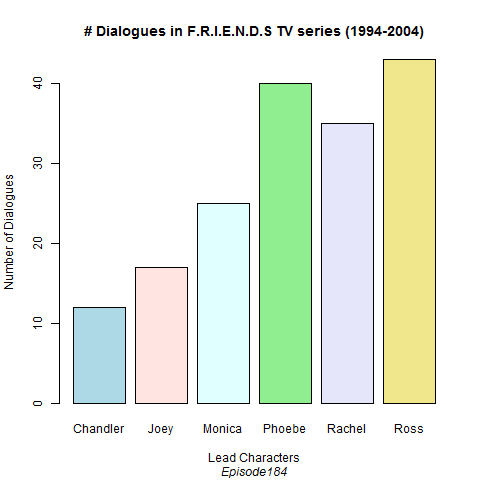 # Dialogues in F.R.I.E.N.D.S TV series (1994-2004)
Number of Dialogues
40
30
20
10
0
Chandler Joey Monica Phoebe Rachel Ross
Lead Characters
Episode184